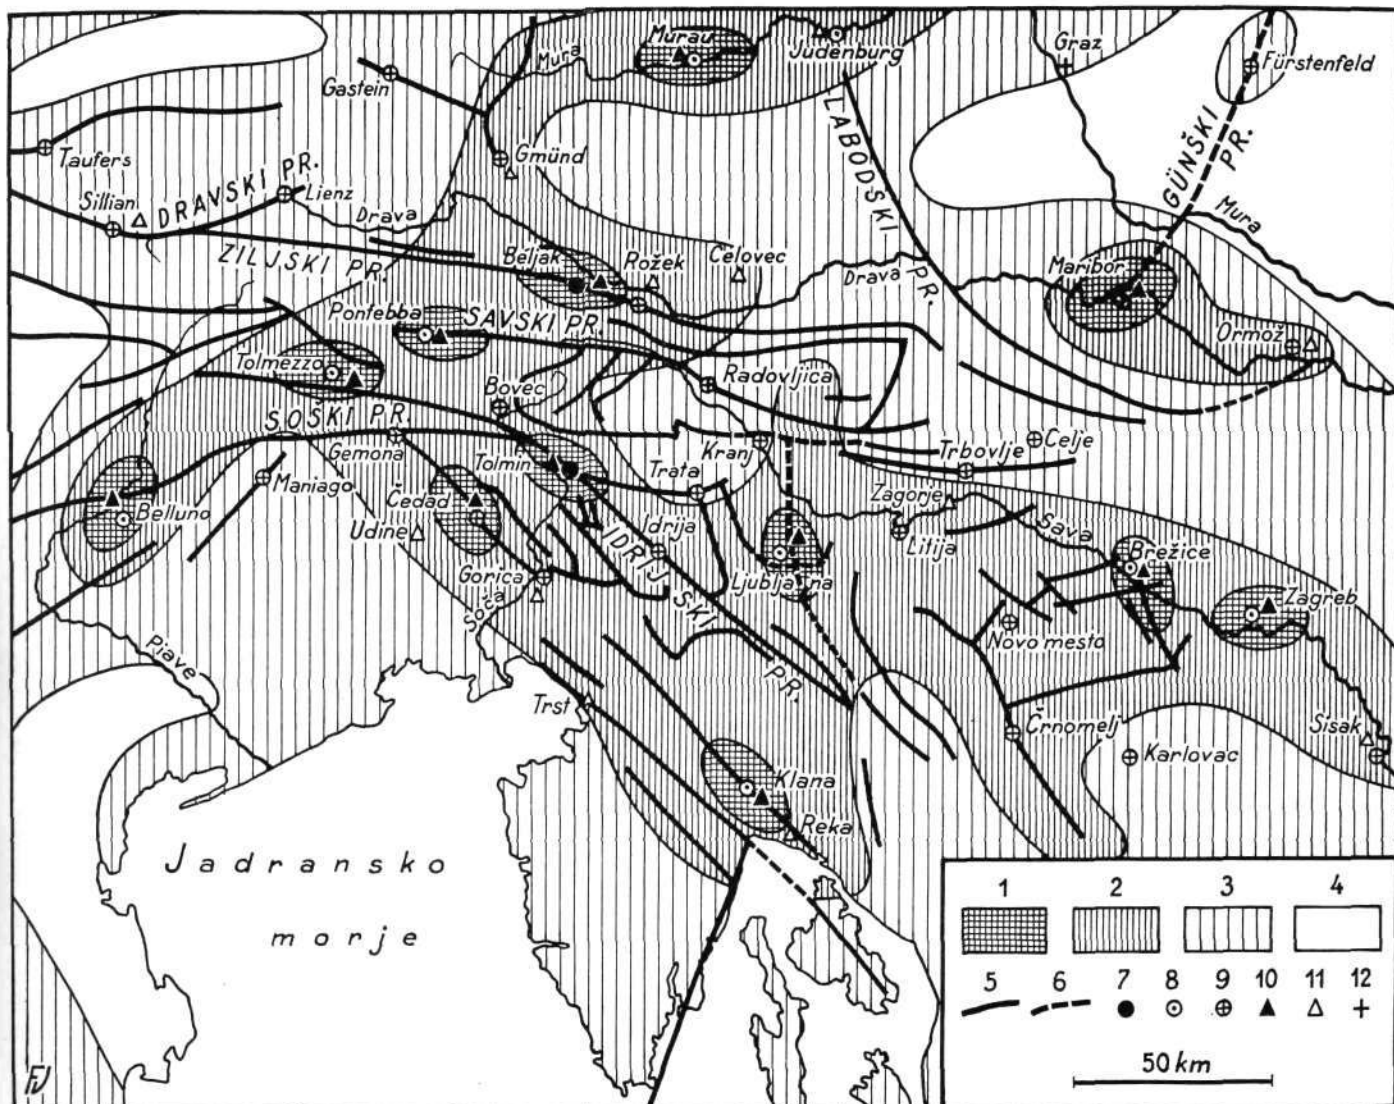 Murau
Judenburg
Graz
Fürstenfeld
Mura
Gastein
Taufers
Gmünd
LABODSKI PR.
GÜNŠKI PR.
Sillian
DRAVSKI PR.
Lienz
Drava
Mura
ZILJSKI PR.
Beljak
Rožek
Celovec
Drava
Maribor
Pontebba
SAVSKI PR.
Ormož
Tolmezzo
Bovec
Radovljica
SOŠKI PR.
Gemona
Tolmin
Trata
Kranj
Trbovlje
Celje
Maniago
Čedad
Zagorje
Belluno
Udine
Idrija
Litija
Sava
Brežice
IDRIJSKI PR.
Gorica
Ljubljana
Zagreb
Soča
Novo mesto
Piave
Trst
Črnomelj
Karlovac
Sisak
Klana
Reka
Jadransko
morje
1 2 3 4
5 6 7 8 9 10 11 12
50 km